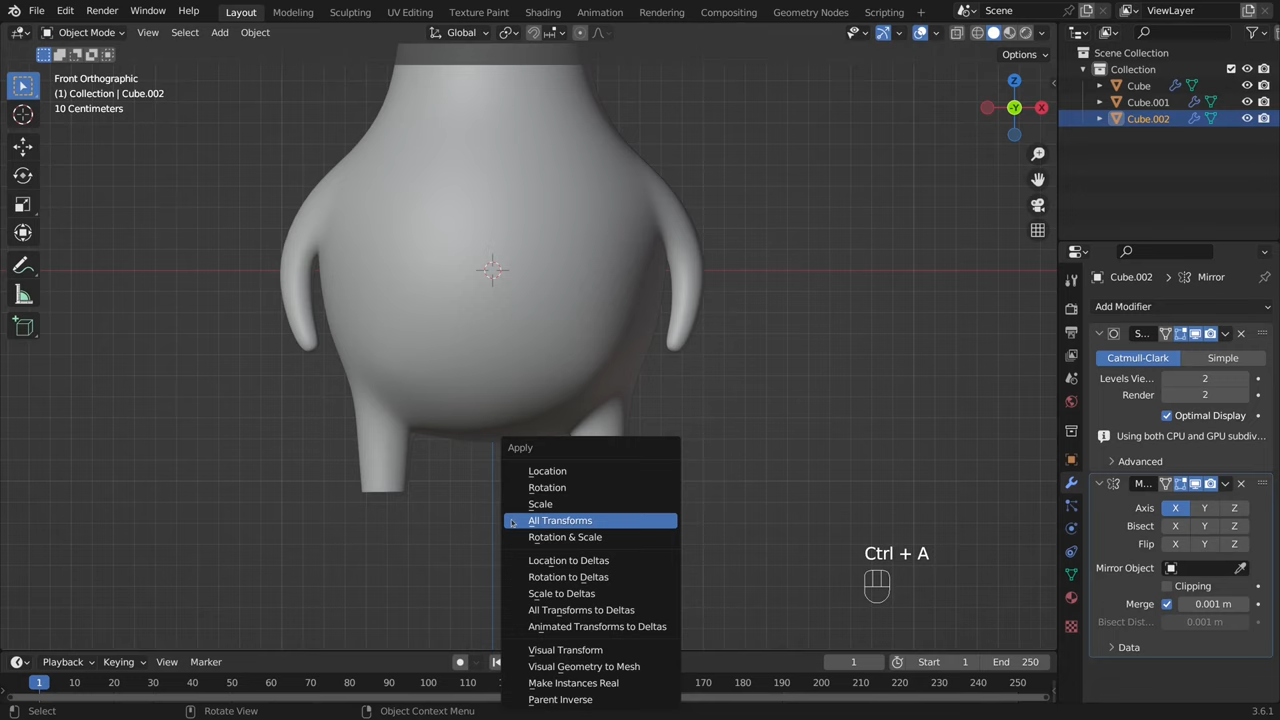 File Edit Render Window Help Layout Modeling Sculpting UV Editing Texture Paint Shading Animation Rendering Compositing Geometry Nodes Scripting Scene ViewLayer
Object Mode View Select Add Object Global
Options
Front Orthographic
(1) Collection | Cube.002
10 Centimeters
Z
X
-Y
Scene Collection
Collection
Cube
Cube.001
Cube.002
Cube.002 > Mirror
Add Modifier
S...
Catmull-Clark Simple
Levels Vie... 2
Render 2
Optimal Display
Using both CPU and GPU subdiv...
Advanced
M...
Axis X Y Z
Bisect X Y Z
Flip X Y Z
Mirror Object
Clipping
Merge 0.001 m
Bisect Dist... 0.001 m
Data
Apply
Location
Rotation
Scale
All Transforms
Rotation & Scale
Location to Deltas
Rotation to Deltas
Scale to Deltas
All Transforms to Deltas
Animated Transforms to Deltas
Visual Transform
Visual Geometry to Mesh
Make Instances Real
Parent Inverse
Ctrl + A
Playback Keying View Marker 1 Start 1 End 250
1 10 20 30 40 50 60 70 80 90 100 110 120 130 140 150 160 170 180 190 200 210 220 230 240 250
Select Rotate View Object Context Menu 3.6.1